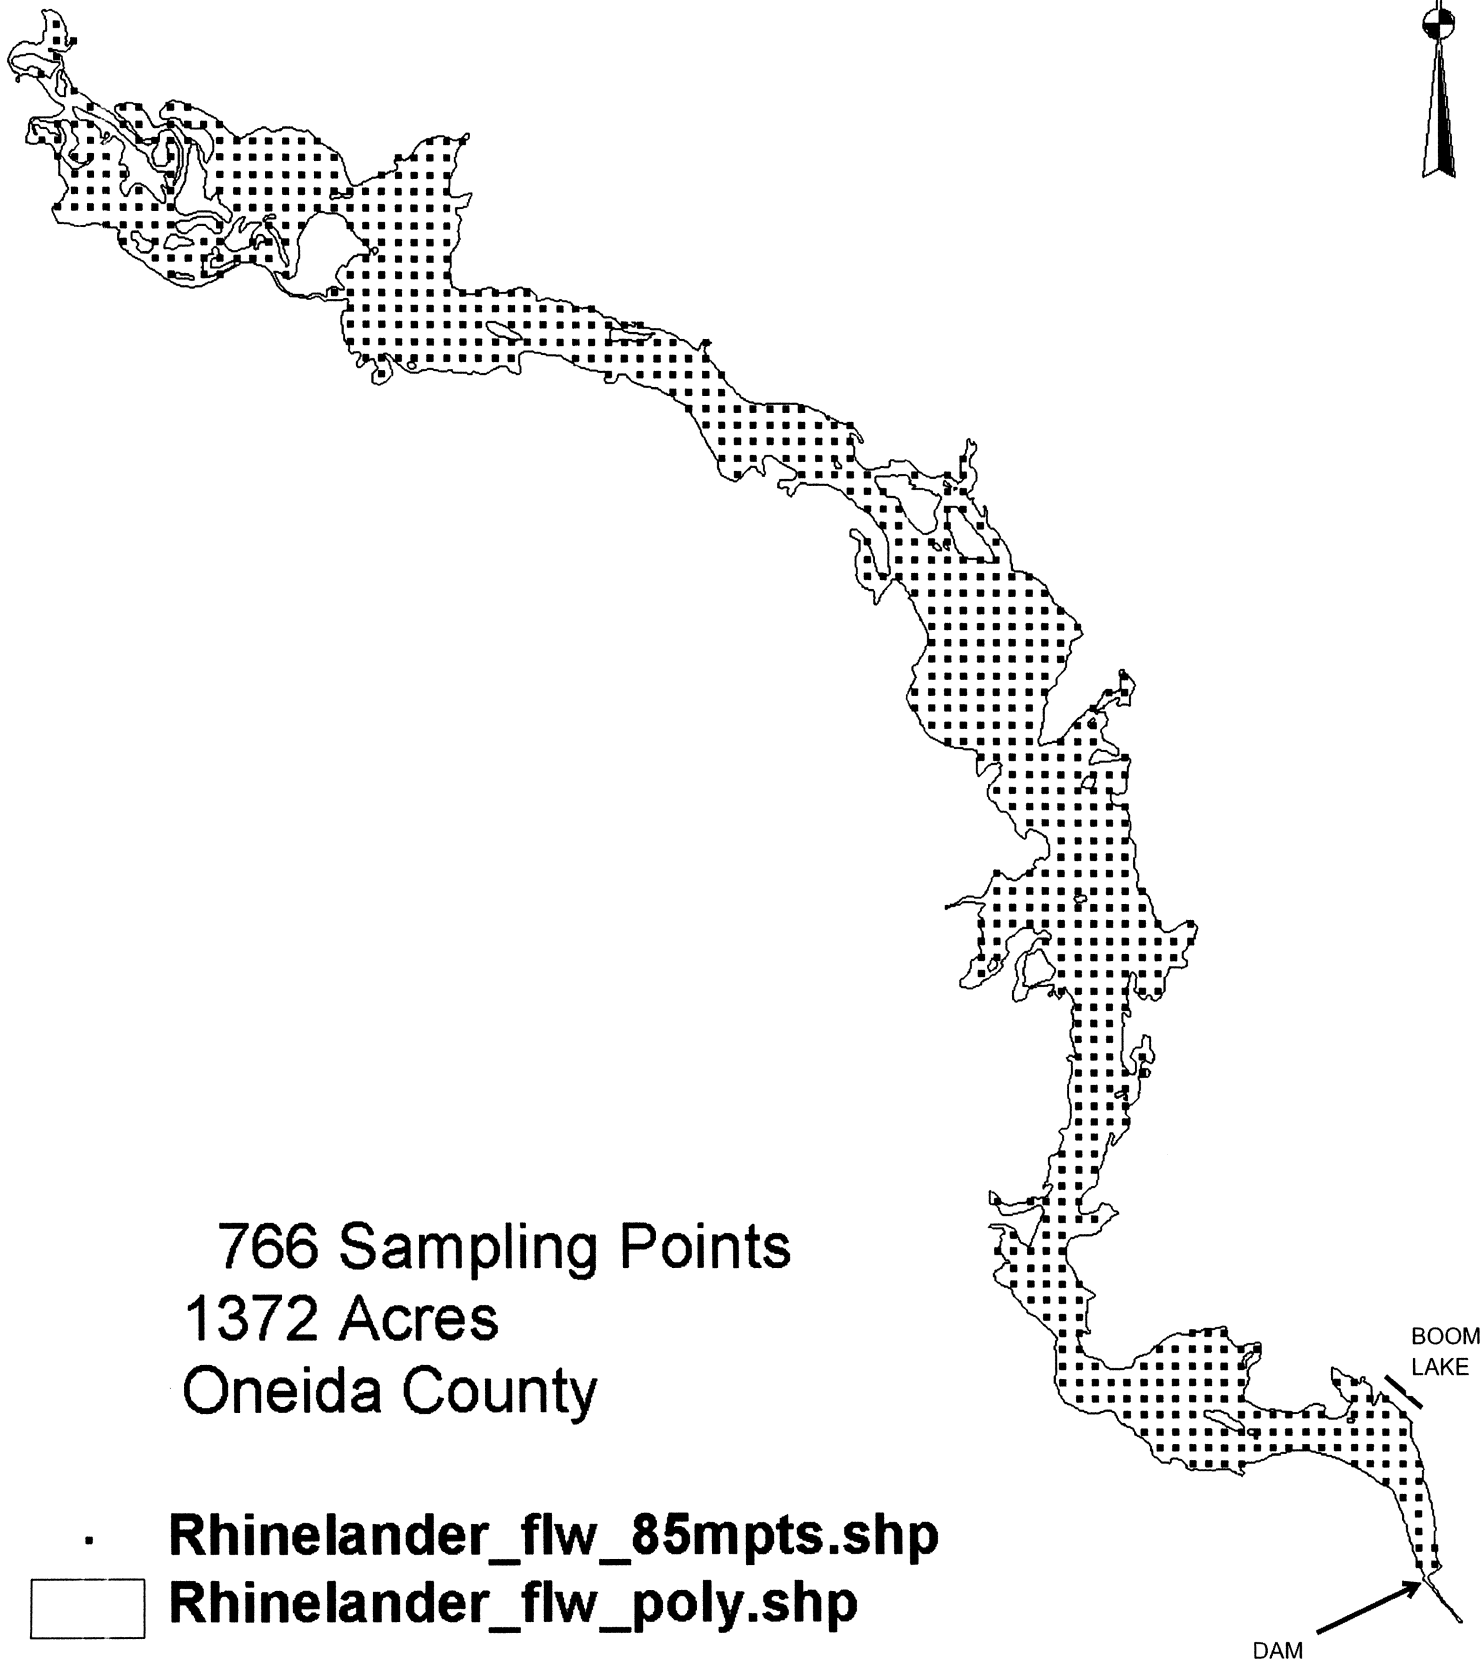 766 Sampling Points
1372 Acres
Oneida County
BOOM
LAKE
Rhinelander_flw_85mpts.shp
Rhinelander_flw_poly.shp
DAM